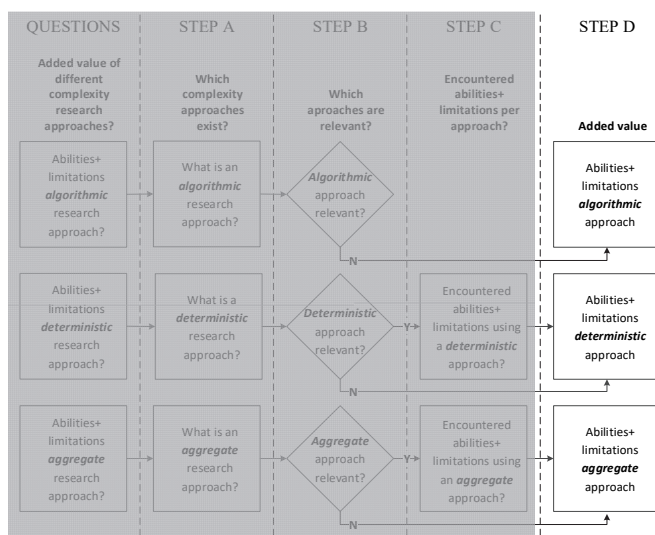 QUESTIONS
STEP A
STEP B
STEP C
STEP D
Added value of
different
complexity
research
approaches?
Which
complexity
approaches
exist?
Which
aproaches are
relevant?
Encountered
abilities+
limitations per
approach?
Added value
Abilities+
limitations
algorithmic
research
approach?
What is an
algorithmic
research
approach?
Algorithmic
approach
relevant?
N
Abilities+
limitations
algorithmic
approach
Abilities+
limitations
deterministic
research
approach?
What is a
deterministic
research
approach?
Deterministic
approach
relevant?
Y
N
Encountered
abilities+
limitations using
a deterministic
approach?
Abilities+
limitations
deterministic
approach
Abilities+
limitations
aggregate
research
approach?
What is an
aggregate
research
approach?
Aggregate
approach
relevant?
Y
N
Encountered
abilities+
limitations using
an aggregate
approach?
Abilities+
limitations
aggregate
approach